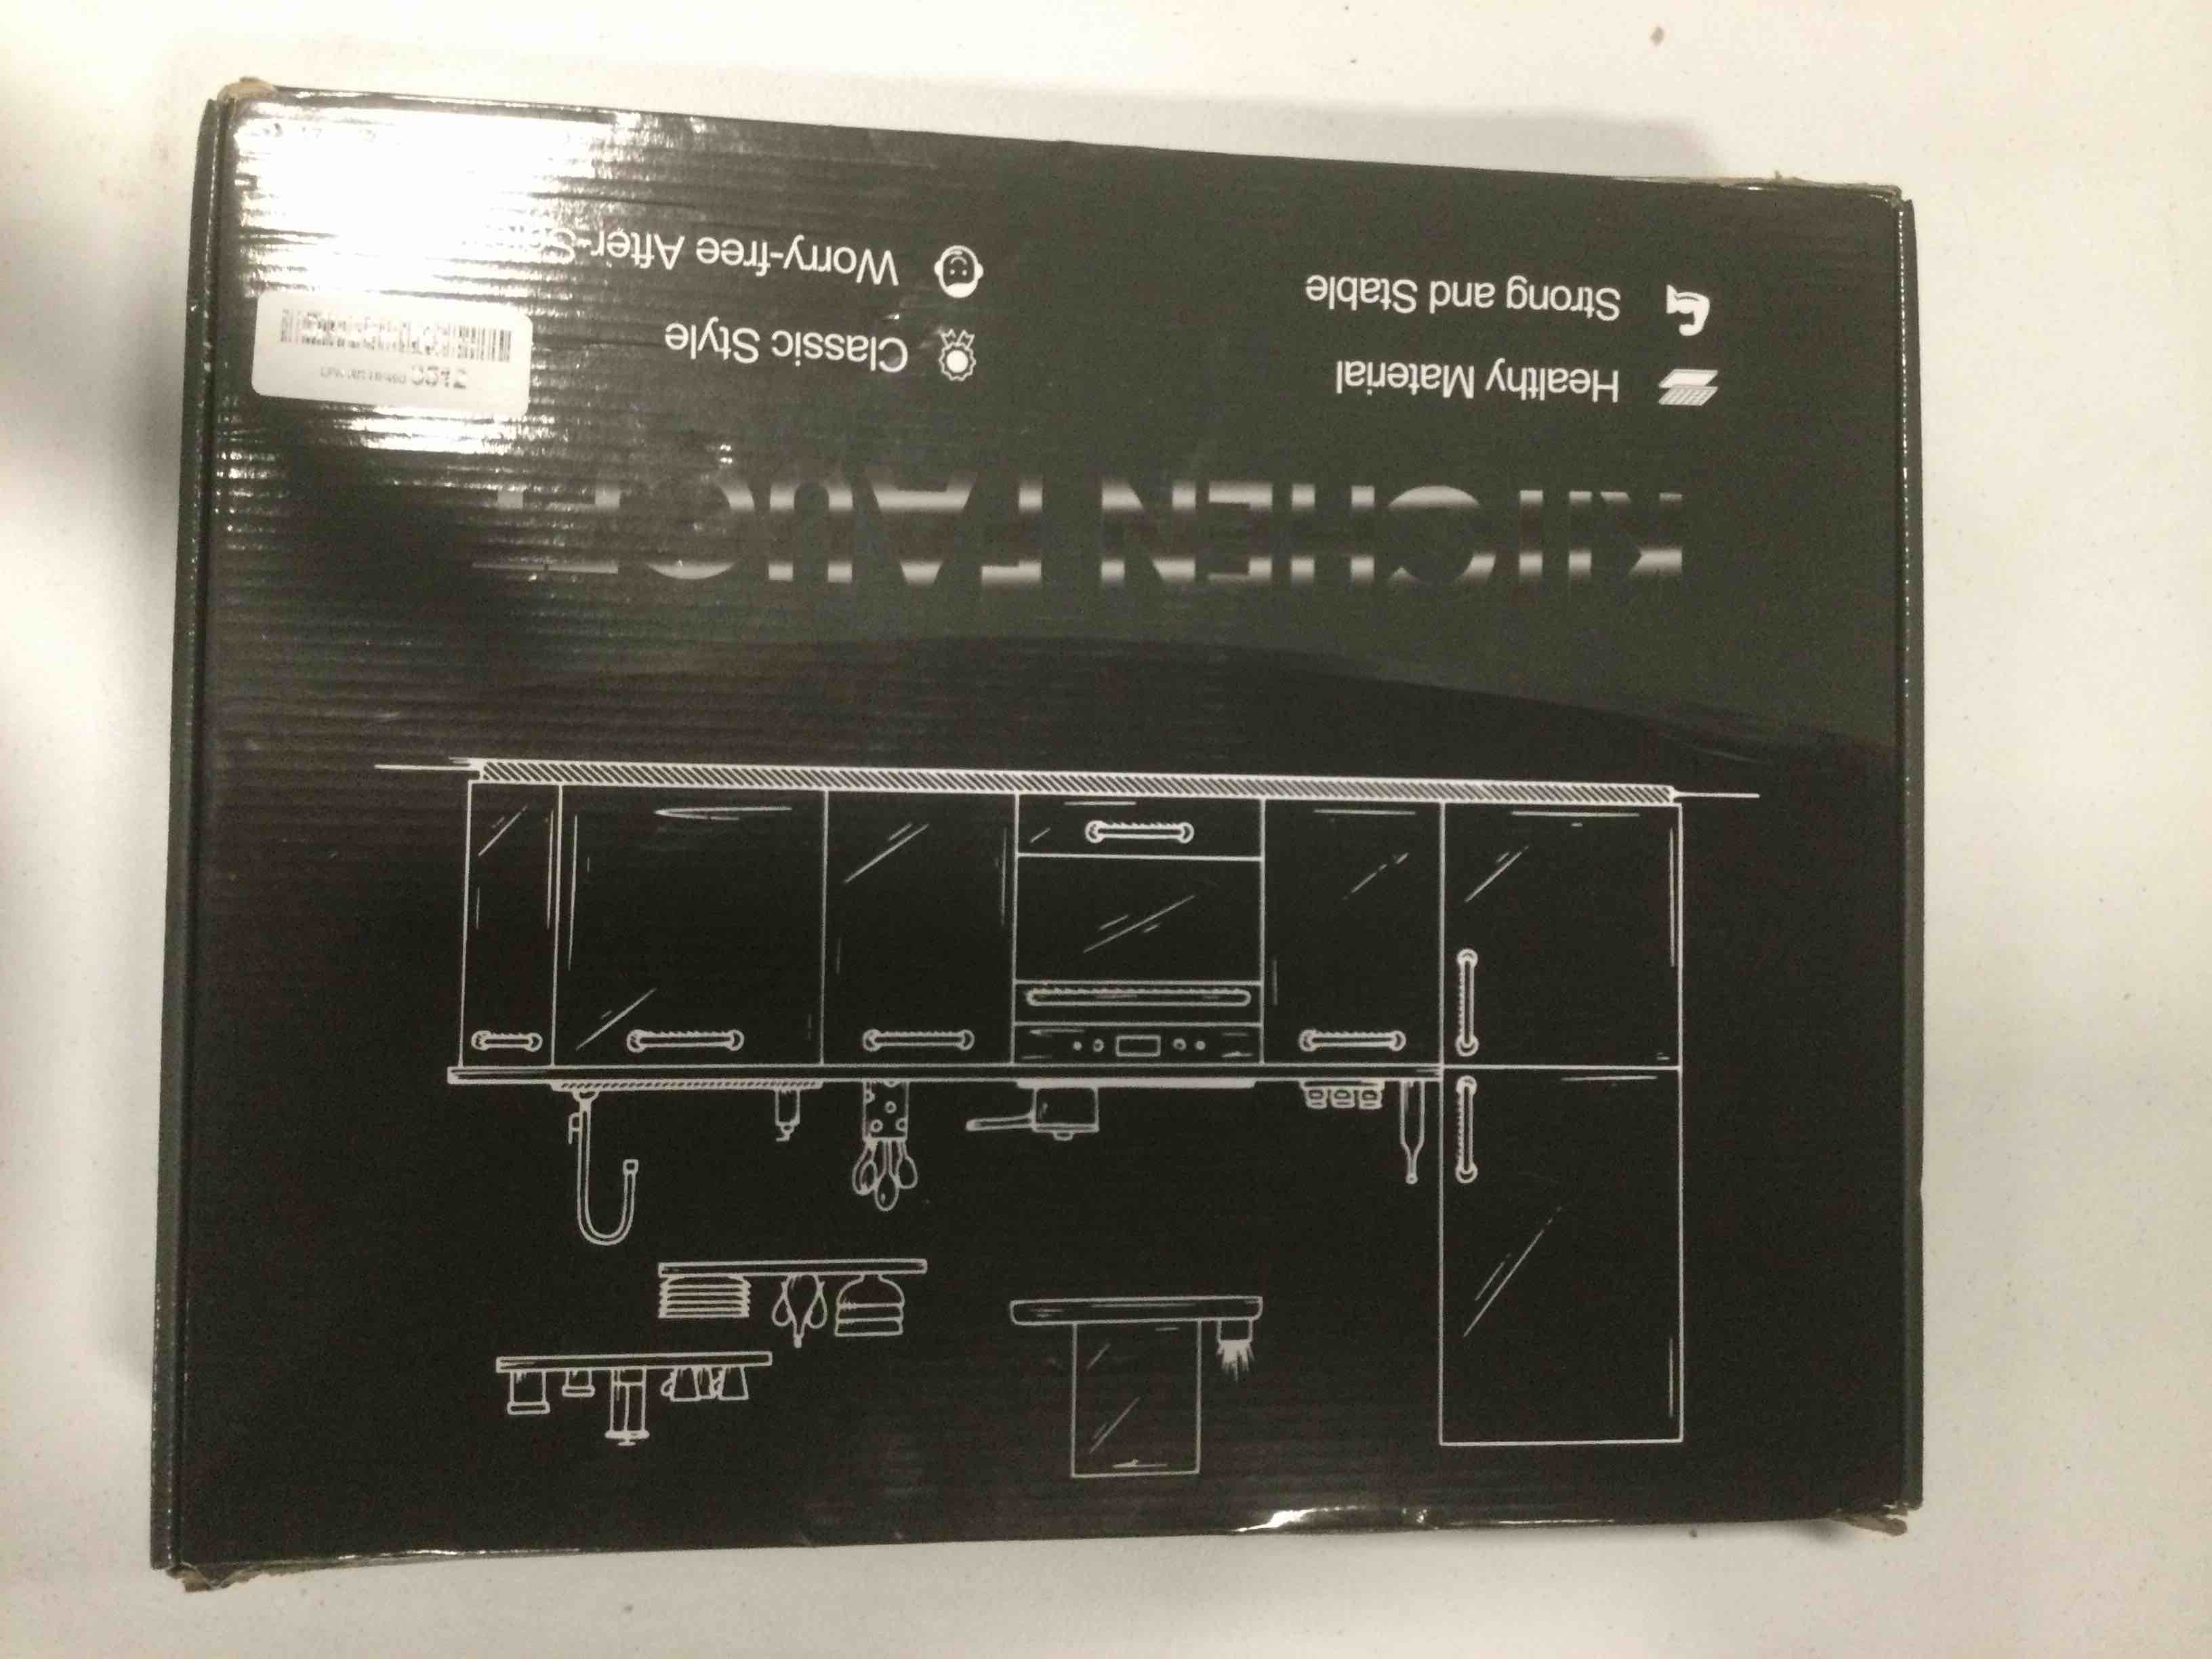 KITCHEN FAUCET
Healthy Material
Classic Style
Strong and Stable
Worry-free After-Sales